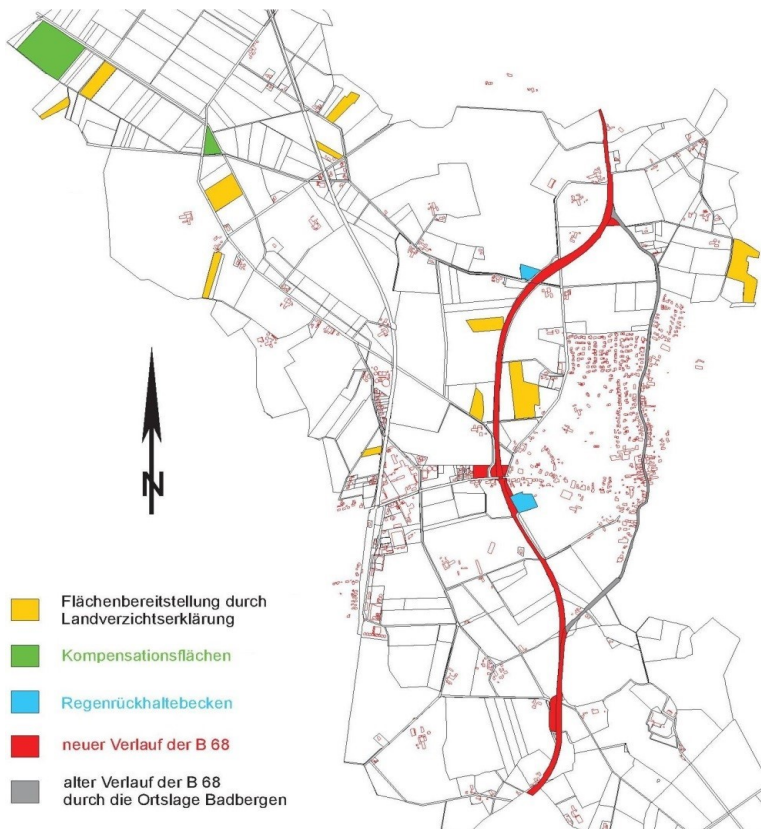 N
Flächenbereitstellung durch
Landverzichtserklärung
Kompensationsflächen
Regenrückhaltebecken
neuer Verlauf der B 68
alter Verlauf der B 68
durch die Ortslage Badbergen